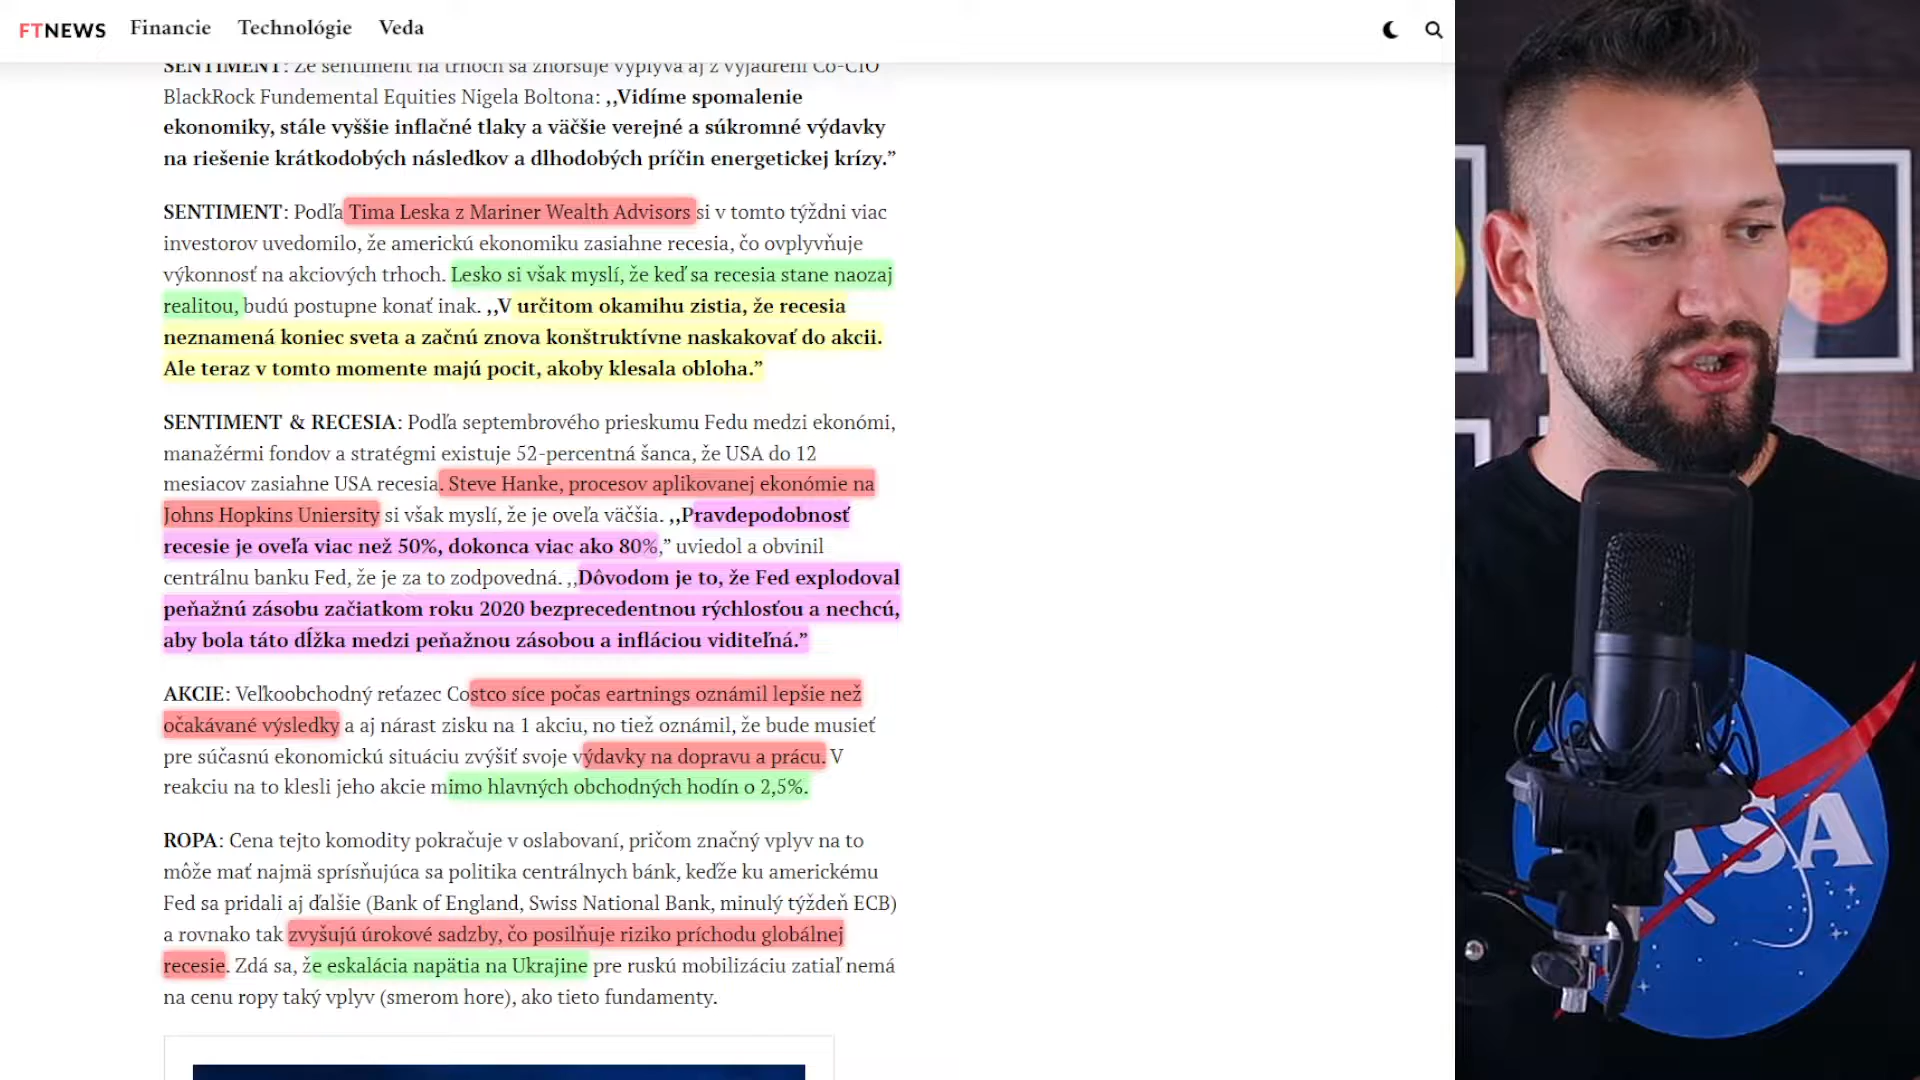 FTNEWS Financie Technológie Veda
SENTIMENT: Že sentiment na trhoch sa zhoršuje vyplýva aj z vyjadrení Co-CIO
BlackRock Fundemental Equities Nigela Boltona: ,,Vidíme spomalenie
ekonomiky, stále vyššie inflačné tlaky a väčšie verejné a súkromné výdavky
na riešenie krátkodobých následkov a dlhodobých príčin energetickej krízy.”
SENTIMENT: Podľa Tima Leska z Mariner Wealth Advisors si v tomto týždni viac
investorov uvedomilo, že americkú ekonomiku zasiahne recesia, čo ovplyvňuje
výkonnosť na akciových trhoch. Lesko si však myslí, že keď sa recesia stane naozaj
realitou, budú postupne konať inak. ,,V určitom okamihu zistia, že recesia
neznamená koniec sveta a začnú znova konštruktívne naskakovať do akcii.
Ale teraz v tomto momente majú pocit, akoby klesala obloha.”
SENTIMENT & RECESIA: Podľa septembrového prieskumu Fedu medzi ekonómi,
manažérmi fondov a stratégmi existuje 52-percentná šanca, že USA do 12
mesiacov zasiahne USA recesia. Steve Hanke, procesov aplikovanej ekonómie na
Johns Hopkins Uniersity si však myslí, že je oveľa väčšia. ,,Pravdepodobnosť
recesie je oveľa viac než 50%, dokonca viac ako 80%,” uviedol a obvinil
centrálnu banku Fed, že je za to zodpovedná. ,,Dôvodom je to, že Fed explodoval
peňažnú zásobu začiatkom roku 2020 bezprecedentnou rýchlosťou a nechcú,
aby bola táto dĺžka medzi peňažnou zásobou a infláciou viditeľná.”
AKCIE: Veľkoobchodný reťazec Costco síce počas eartnings oznámil lepšie než
očakávané výsledky a aj nárast zisku na 1 akciu, no tiež oznámil, že bude musieť
pre súčasnú ekonomickú situáciu zvýšiť svoje výdavky na dopravu a prácu. V
reakciu na to klesli jeho akcie mimo hlavných obchodných hodín o 2,5%.
ROPA: Cena tejto komodity pokračuje v oslabovaní, pričom značný vplyv na to
môže mať najmä sprísňujúca sa politika centrálnych bánk, keďže ku americkému
Fed sa pridali aj ďalšie (Bank of England, Swiss National Bank, minulý týždeň ECB)
a rovnako tak zvyšujú úrokové sadzby, čo posilňuje riziko príchodu globálnej
recesie. Zdá sa, že eskalácia napätia na Ukrajine pre ruskú mobilizáciu zatiaľ nemá
na cenu ropy taký vplyv (smerom hore), ako tieto fundamenty.